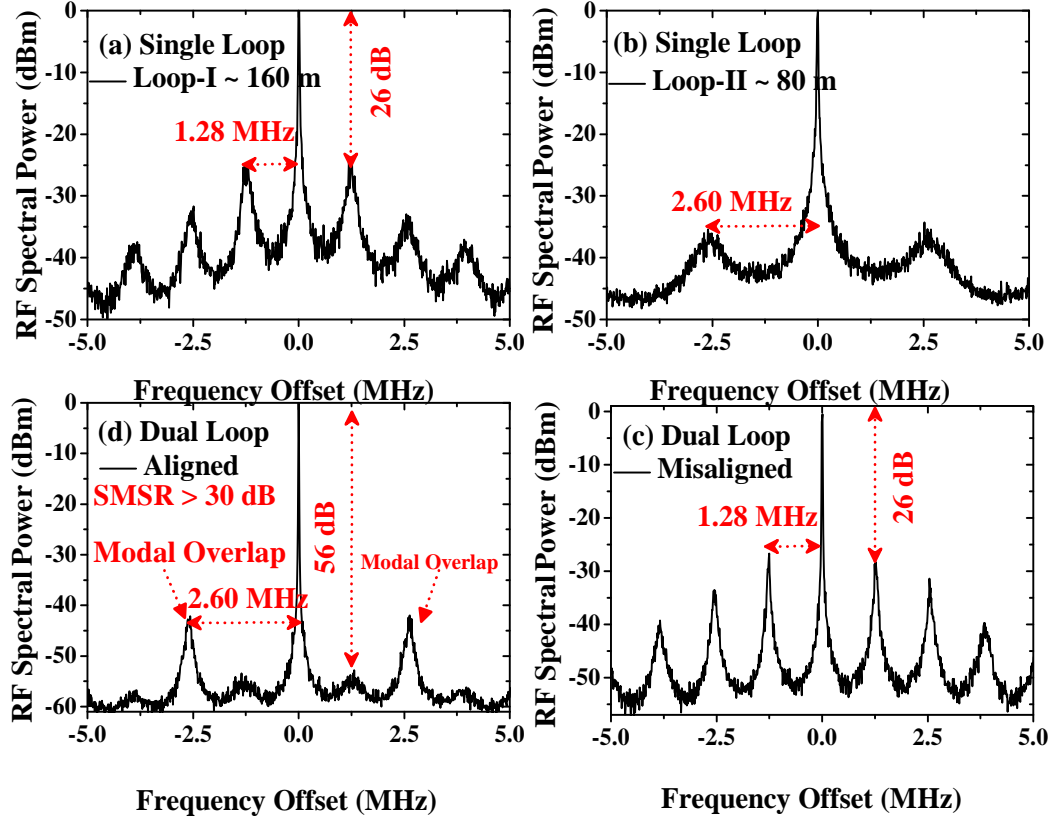 (a) Single Loop
Loop-I ~ 160 m
1.28 MHz
26 dB
RF Spectral Power (dBm)
0
-10
-20
-30
-40
-50
-5.0 -2.5 0.0 2.5 5.0
Frequency Offset (MHz)
(b) Single Loop
Loop-II ~ 80 m
2.60 MHz
RF Spectral Power (dBm)
0
-10
-20
-30
-40
-50
-5.0 -2.5 0.0 2.5 5.0
Frequency Offset (MHz)
(d) Dual Loop
Aligned
SMSR > 30 dB
Modal Overlap
2.60 MHz
56 dB
Modal Overlap
RF Spectral Power (dBm)
0
-10
-20
-30
-40
-50
-60
-5.0 -2.5 0.0 2.5 5.0
Frequency Offset (MHz)
(c) Dual Loop
Misaligned
1.28 MHz
26 dB
RF Spectral Power (dBm)
0
-10
-20
-30
-40
-50
-5.0 -2.5 0.0 2.5 5.0
Frequency Offset (MHz)